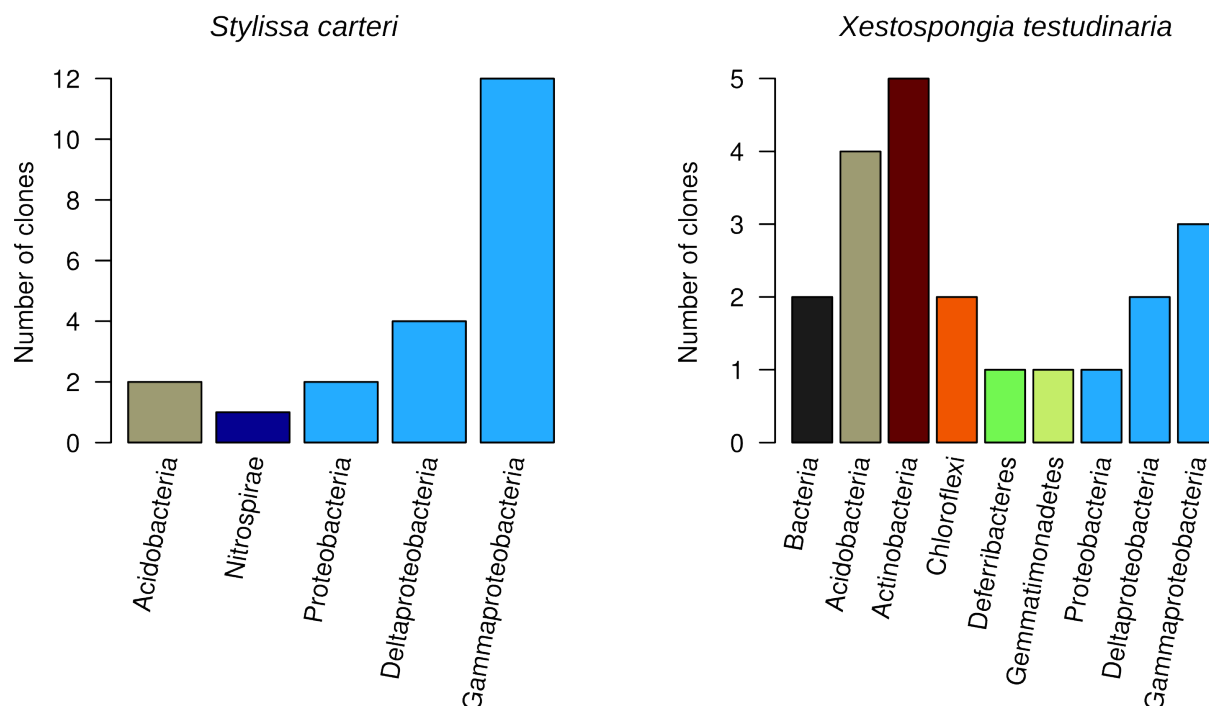 Stylissa carteri
Number of clones
12
10
8
6
4
2
0
Acidobacteria
Nitrospirae
Proteobacteria
Deltaproteobacteria
Gammaproteobacteria
Xestospongia testudinaria
Number of clones
5
4
3
2
1
0
Bacteria
Acidobacteria
Actinobacteria
Chloroflexi
Deferribacteres
Gemmatimonadetes
Proteobacteria
Deltaproteobacteria
Gammaproteobacteria